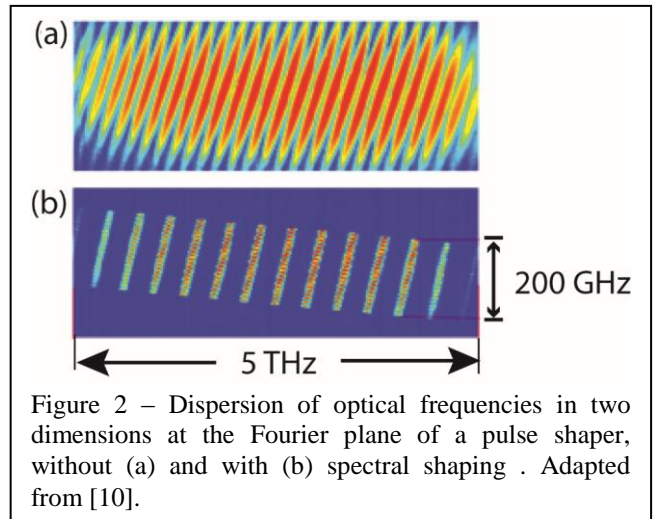 (a)
(b)
200 GHz
5 THz
Figure 2 – Dispersion of optical frequencies in two
dimensions at the Fourier plane of a pulse shaper,
without (a) and with (b) spectral shaping . Adapted
from [10].